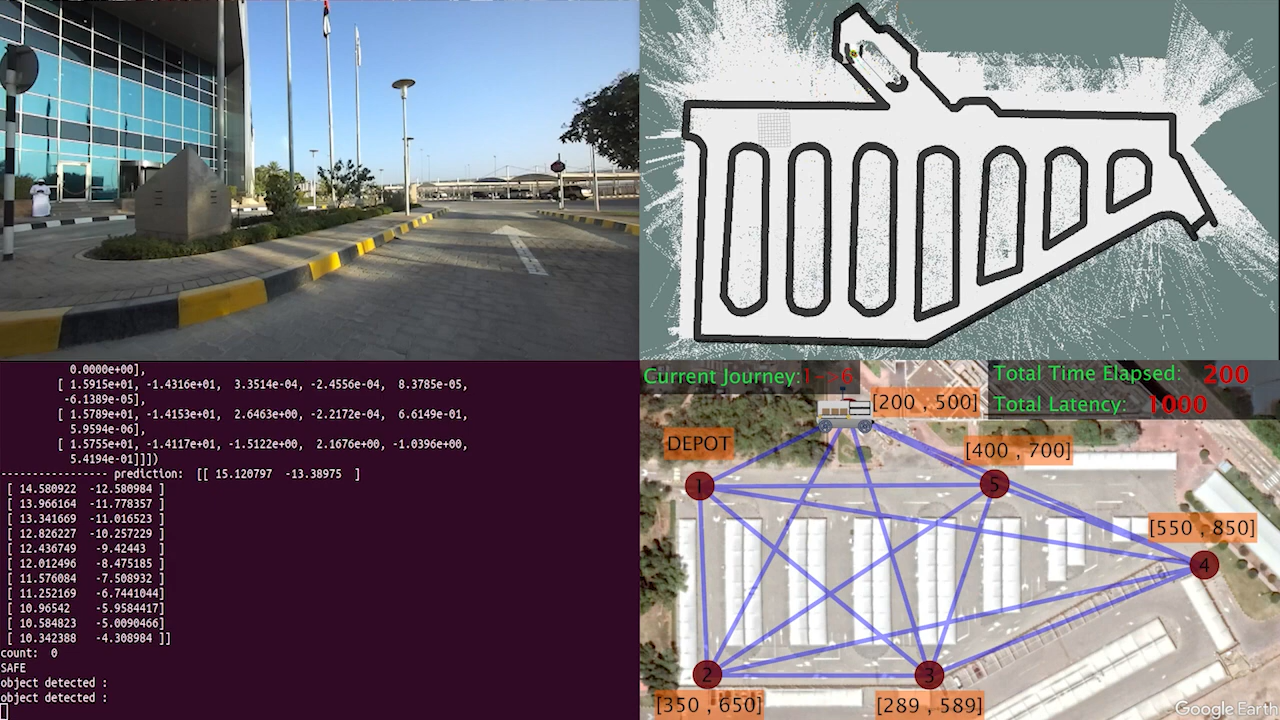 0.0000e+00],
[ 1.5915e+01, -1.4316e+01, 3.3514e-04, -2.4556e-04, 8.3785e-05,
-6.1389e-05],
[ 1.5789e+01, -1.4153e+01, 2.6463e+00, -2.2172e-04, 6.6149e-01,
5.9594e-06],
[ 1.5755e+01, -1.4117e+01, -1.5122e+00, 2.1676e+00, -1.0396e+00,
5.4194e-01]]])
---------------- prediction: [[ 15.120797 -13.38975 ]
[ 14.580922 -12.580984 ]
[ 13.966164 -11.778357 ]
[ 13.341669 -11.016523 ]
[ 12.826227 -10.257229 ]
[ 12.436749 -9.42443 ]
[ 12.012496 -8.475185 ]
[ 11.576084 -7.508932 ]
[ 11.252169 -6.7441044]
[ 10.96542 -5.9584417]
[ 10.584823 -5.0090466]
[ 10.342388 -4.308984 ]]
count: 0
SAFE
object detected :
object detected :
Current Journey:1->6
Total Time Elapsed: 200
Total Latency: 1000
[200 , 500]
DEPOT
[400 , 700]
1
5
[550 , 850]
4
2
3
[350 , 650]
[289 , 589]
Google Earth